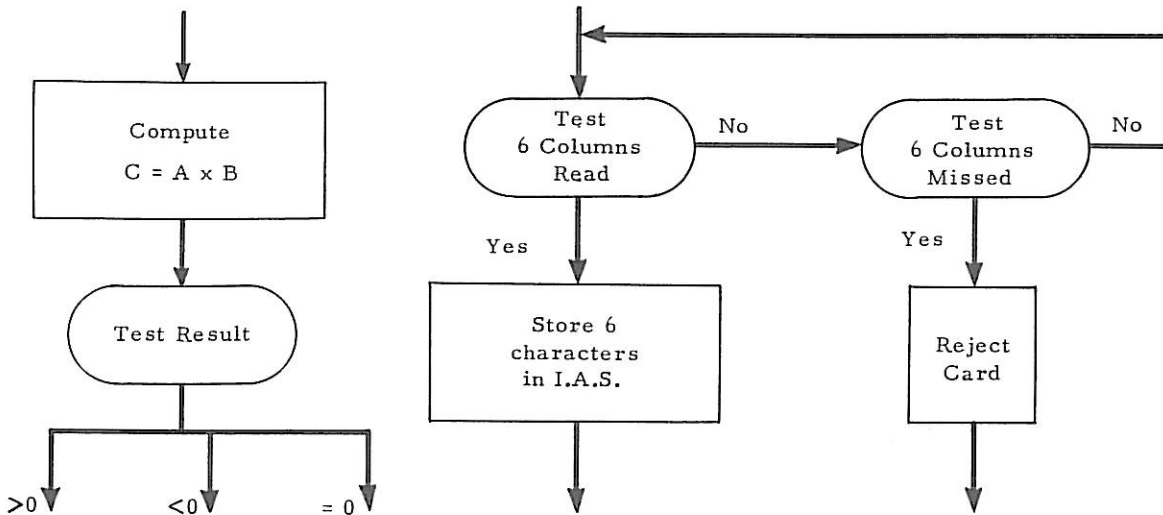 Compute
C = A x B
Test Result
>0
<0
= 0
Test
6 Columns
Read
No
Test
6 Columns
Missed
No
Yes
Store 6
characters
in I.A.S.
Yes
Reject
Card